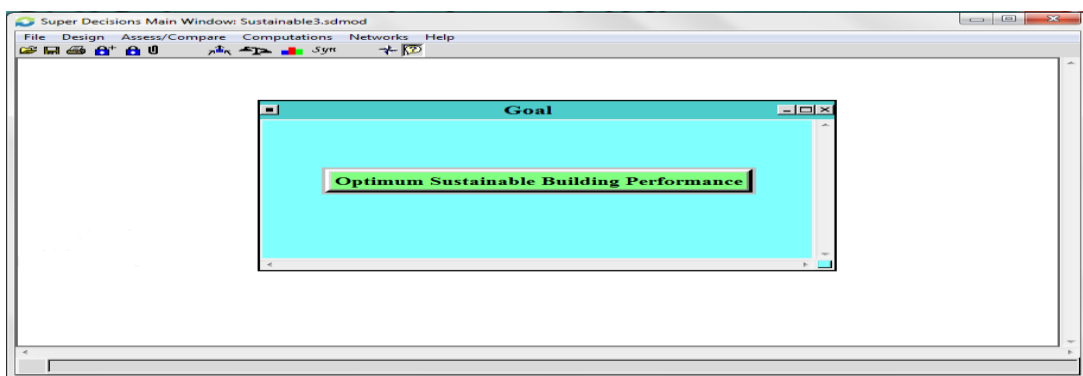 Super Decisions Main Window: Sustainable3.sdmod
File Design Assess/Compare Computations Networks Help
Syn
Goal
Optimum Sustainable Building Performance